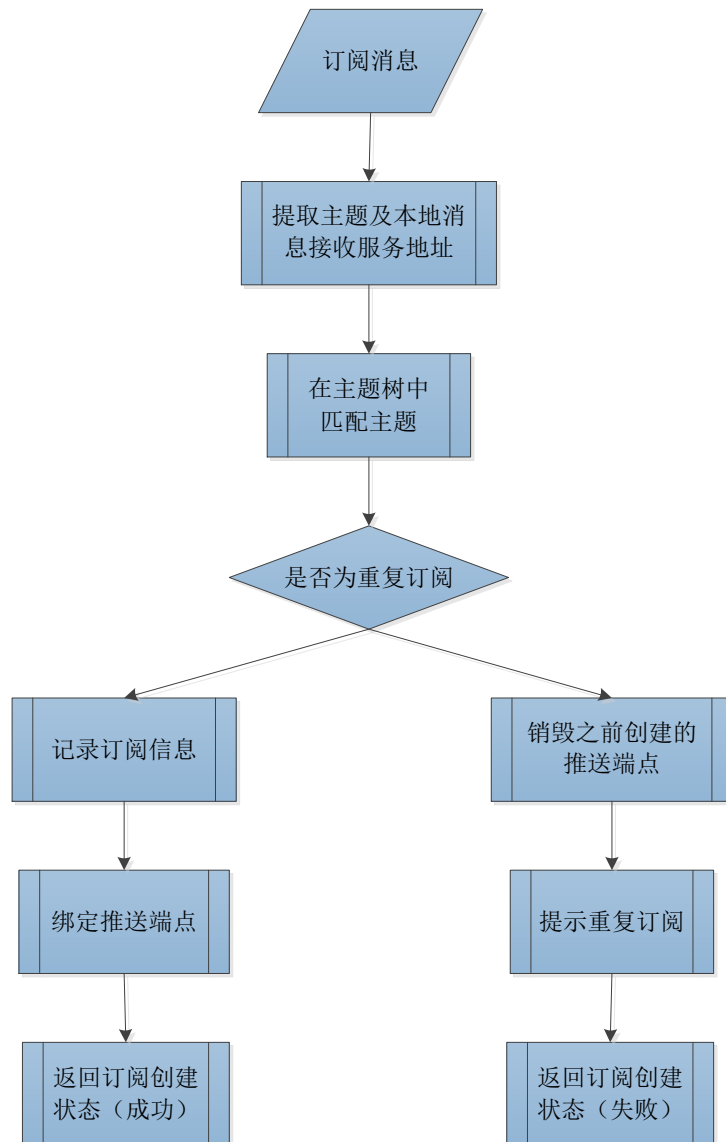 订阅消息
提取主题及本地消
息接收服务地址
在主题树中
匹配主题
是否为重复订阅
记录订阅信息
销毁之前创建的
推送端点
绑定推送端点
提示重复订阅
返回订阅创建
状态（成功）
返回订阅创建
状态（失败）